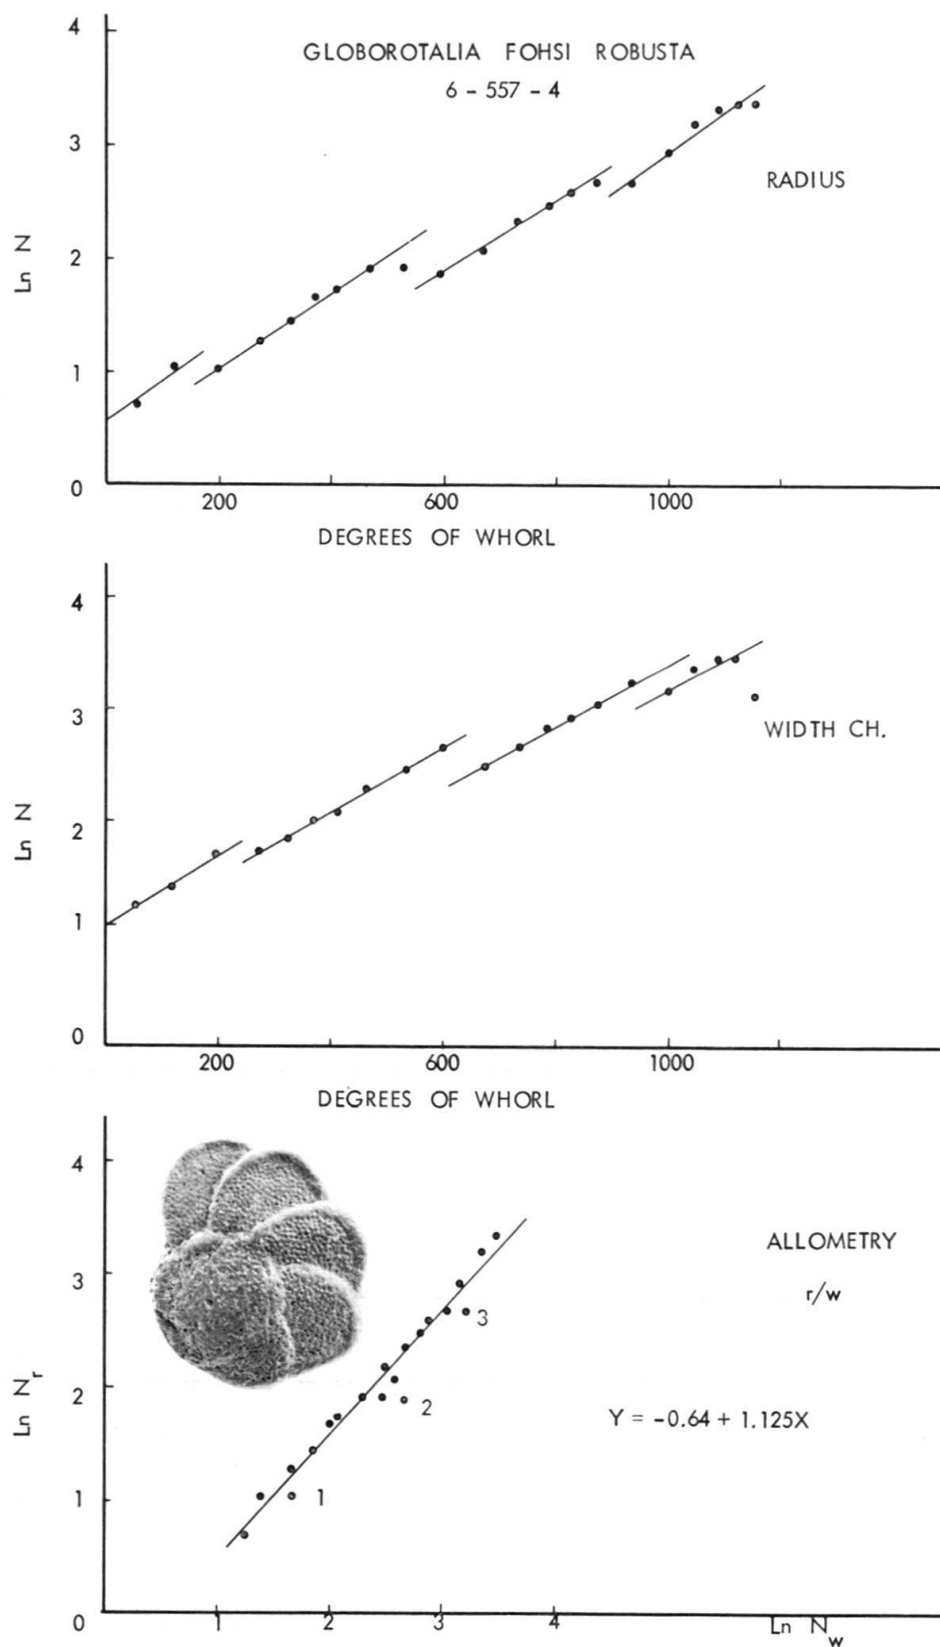 4
GLOBOROTALIA FOHSI ROBUSTA
6 - 557 - 4
3
RADIUS
Ln N
2
1
0
200 600 1000
DEGREES OF WHORL
4
3
WIDTH CH.
Ln N
2
1
0
200 600 1000
DEGREES OF WHORL
4
ALLOMETRY
3
r/w
3
Ln Nr
2
2
Y = -0.64 + 1.125X
1
1
0
1 2 3 4 Ln Nw